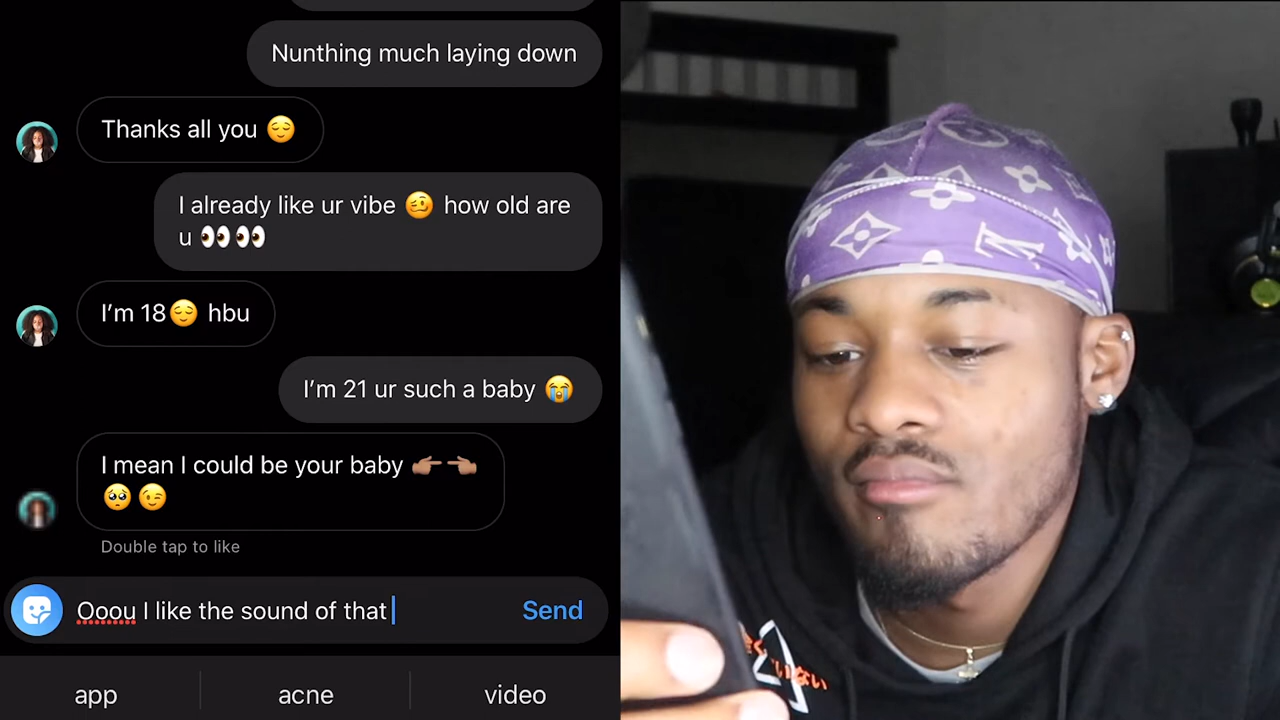 Nunthing much laying down
Thanks all you 😌
I already like ur vibe 🥴 how old are
u 👀👀
I'm 18😌 hbu
I'm 21 ur such a baby 😭
I mean I could be your baby 👉🏽👈🏽
🥺😉
Double tap to like
Ooou I like the sound of that
Send
app
acne
video